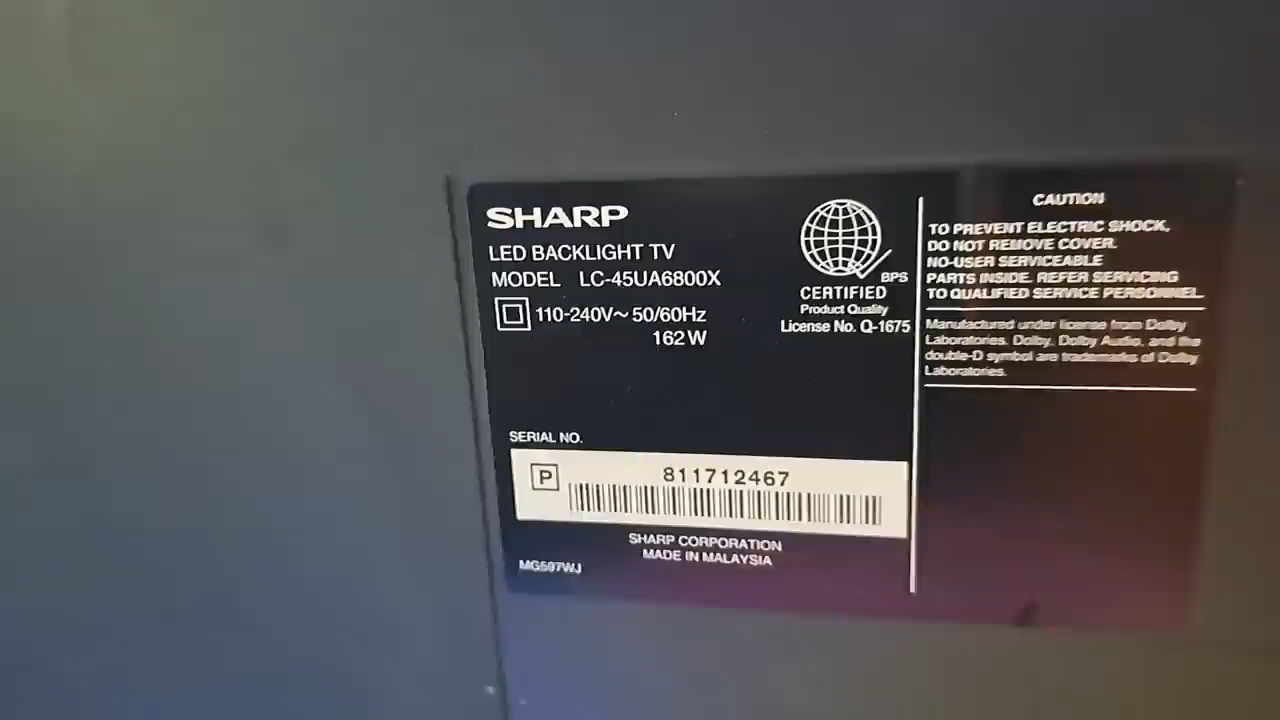 SHARP
LED BACKLIGHT TV
MODEL LC-45UA6800X
110-240V~ 50/60Hz
162W
BPS
CERTIFIED
Product Quality
License No. Q-1675
SERIAL NO.
P
811712467
SHARP CORPORATION
MADE IN MALAYSIA
MG597WJ
CAUTION
TO PREVENT ELECTRIC SHOCK,
DO NOT REMOVE COVER.
NO-USER SERVICEABLE
PARTS INSIDE. REFER SERVICING
TO QUALIFIED SERVICE PERSONNEL.
Manufactured under license from Dolby
Laboratories. Dolby, Dolby Audio, and the
double-D symbol are trademarks of Dolby
Laboratories.